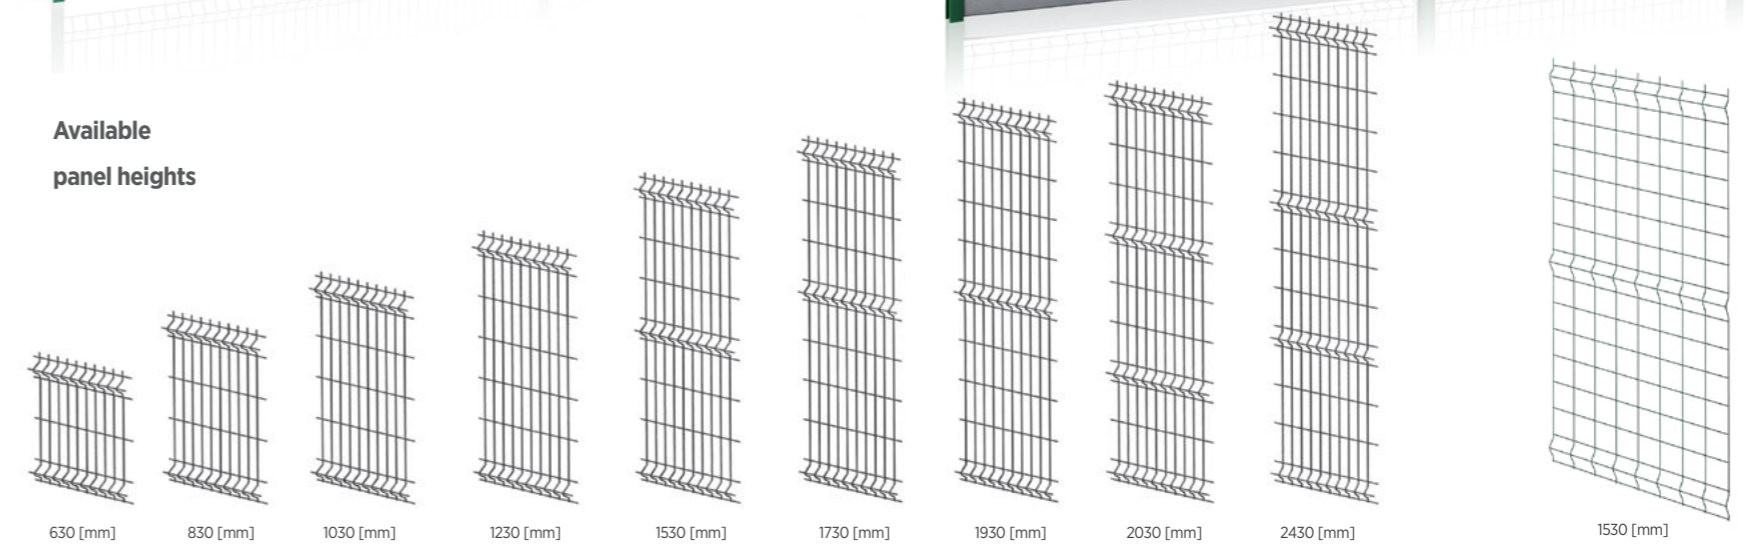 Available
panel heights
630 [mm]
830 [mm]
1030 [mm]
1230 [mm]
1530 [mm]
1730 [mm]
1930 [mm]
2030 [mm]
2430 [mm]
1530 [mm]